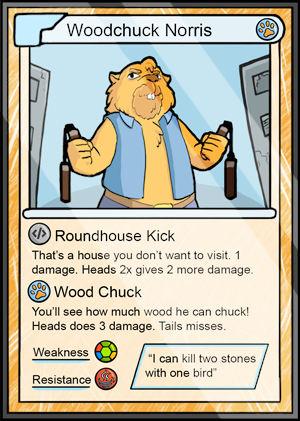 Woodchuck Norris
Roundhouse Kick
That's a house you don't want to visit. 1
damage. Heads 2x gives 2 more damage.
Wood Chuck
You'll see how much wood he can chuck!
Heads does 3 damage. Tails misses.
Weakness
Resistance
"I can kill two stones
with one bird"